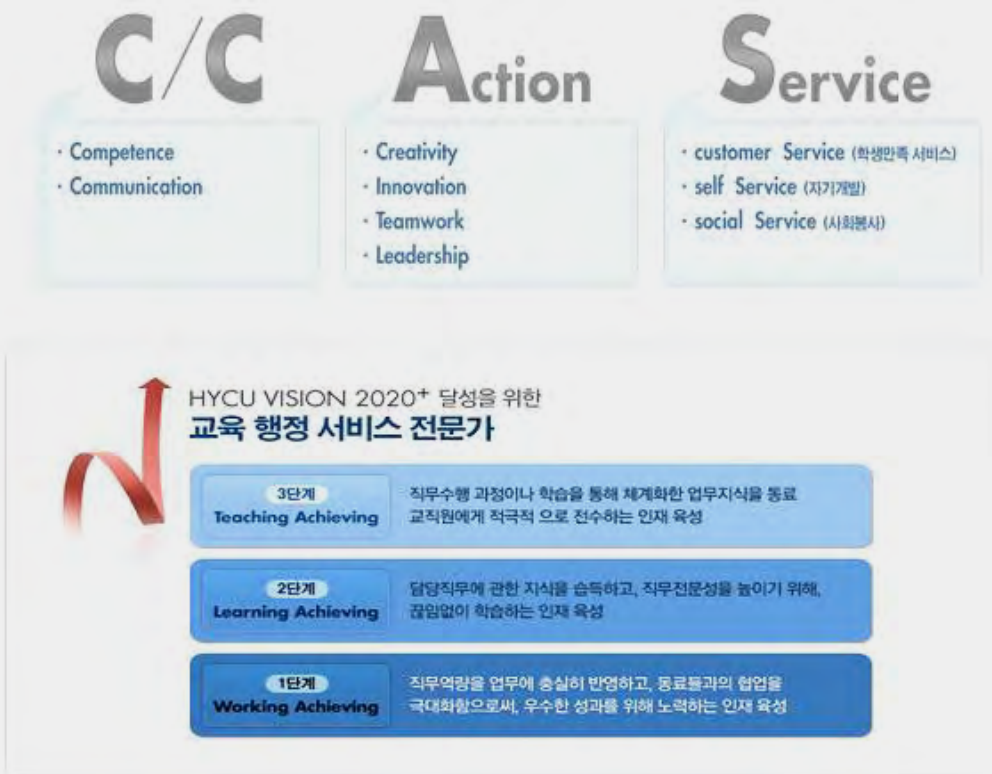 C/C
Action
Service
· Competence
· Communication
· Creativity
· Innovation
· Teamwork
· Leadership
· customer Service (학생만족 서비스)
· self Service (자기개발)
· social Service (사회봉사)
HYCU VISION 2020⁺ 달성을 위한
교육 행정 서비스 전문가
3단계
Teaching Achieving
직무수행 과정이나 학습을 통해 체계화한 업무지식을 동료
교직원에게 적극적 으로 전수하는 인재 육성
2단계
Learning Achieving
담당직무에 관한 지식을 습득하고, 직무전문성을 높이기 위해,
끊임없이 학습하는 인재 육성
1단계
Working Achieving
직무역량을 업무에 충실히 반영하고, 동료들과의 협업을
극대화함으로써, 우수한 성과를 위해 노력하는 인재 육성